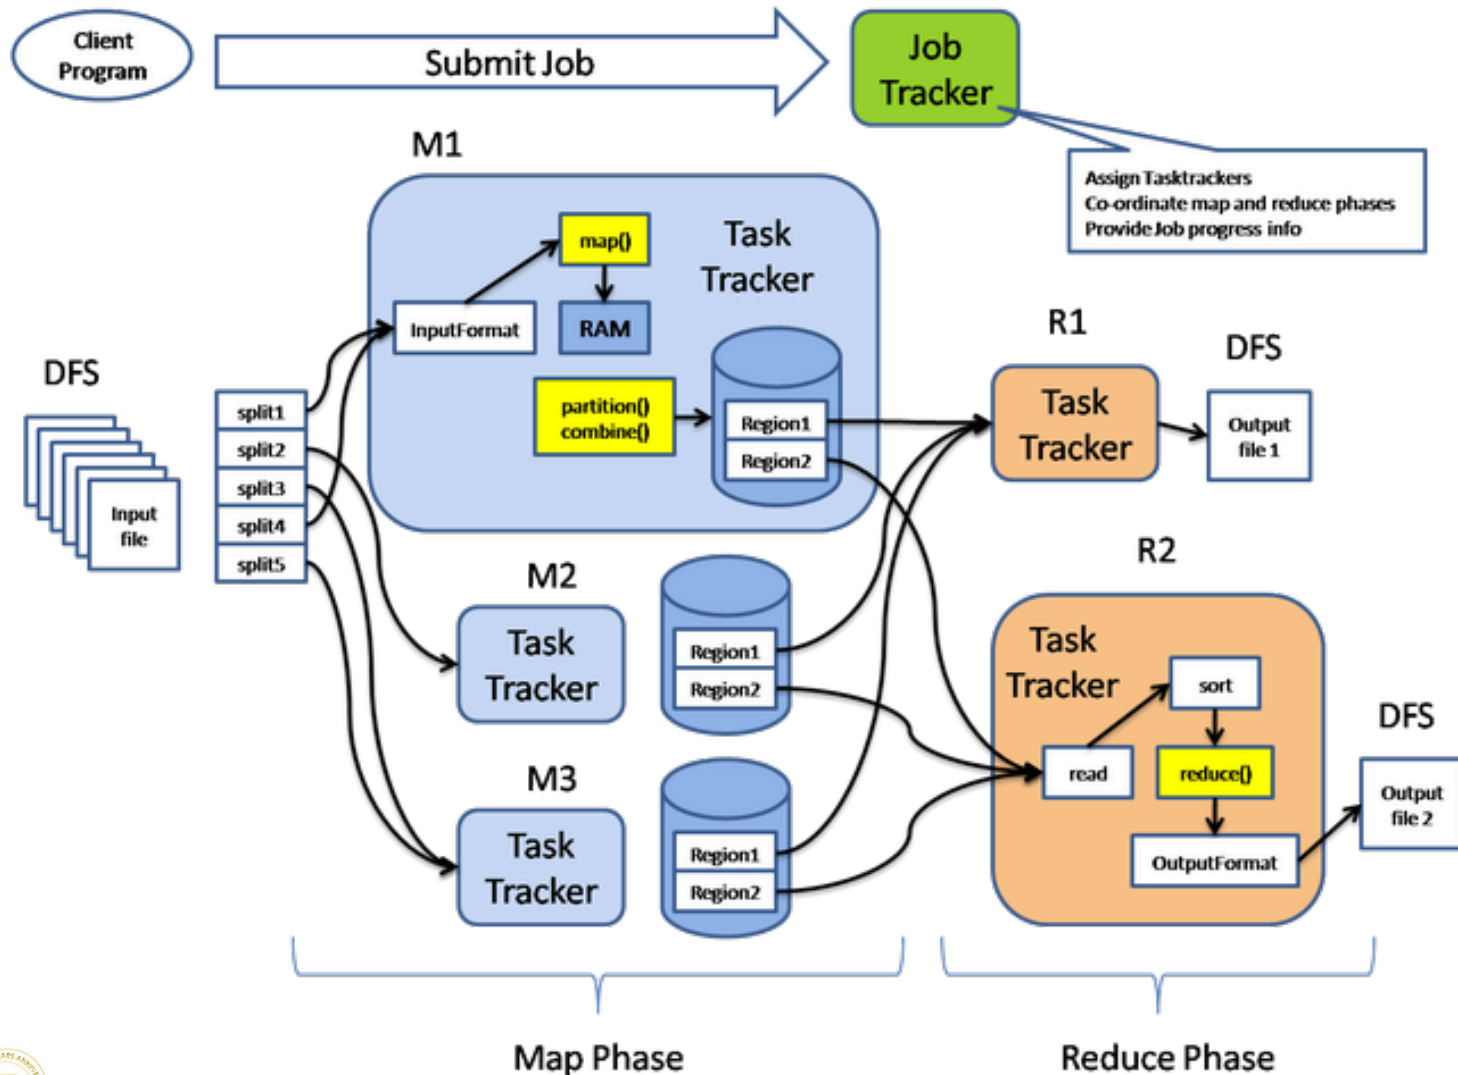 Client
Program
Submit Job
Job
Tracker
Assign Tasktrackers
Co-ordinate map and reduce phases
Provide Job progress info
M1
Task
Tracker
map()
InputFormat
RAM
partition()
combine()
Region1
Region2
DFS
Input
file
split1
split2
split3
split4
split5
M2
Task
Tracker
Region1
Region2
M3
Task
Tracker
Region1
Region2
R1
Task
Tracker
DFS
Output
file 1
R2
Task
Tracker
sort
read
reduce()
OutputFormat
DFS
Output
file 2
Map Phase
Reduce Phase